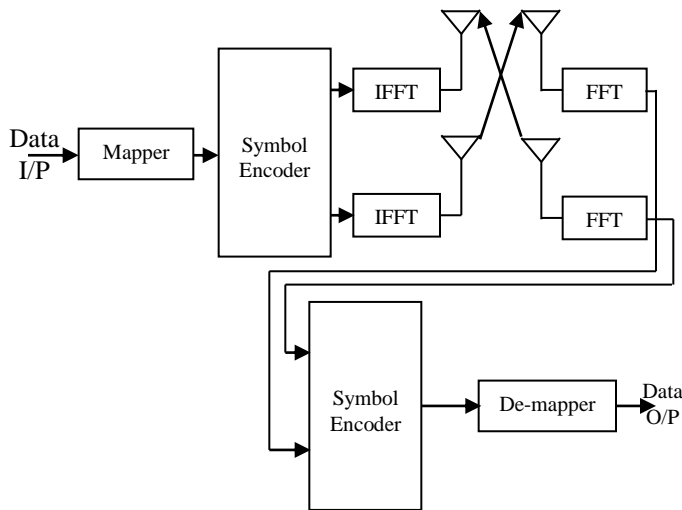 Data
I/P
Mapper
Symbol
Encoder
IFFT
IFFT
FFT
FFT
Symbol
Encoder
De-mapper
Data
O/P